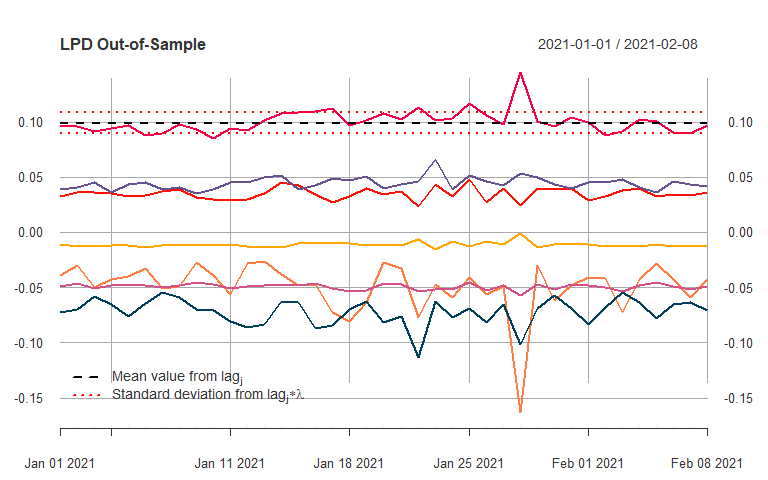 LPD Out-of-Sample 2021-01-01 / 2021-02-08
0.10 0.10
0.05 0.05
0.00 0.00
-0.05 -0.05
-0.10 -0.10
Mean value from lagj
-0.15 Standard deviation from lagj*λ -0.15
Jan 01 2021 Jan 11 2021 Jan 18 2021 Jan 25 2021 Feb 01 2021 Feb 08 2021